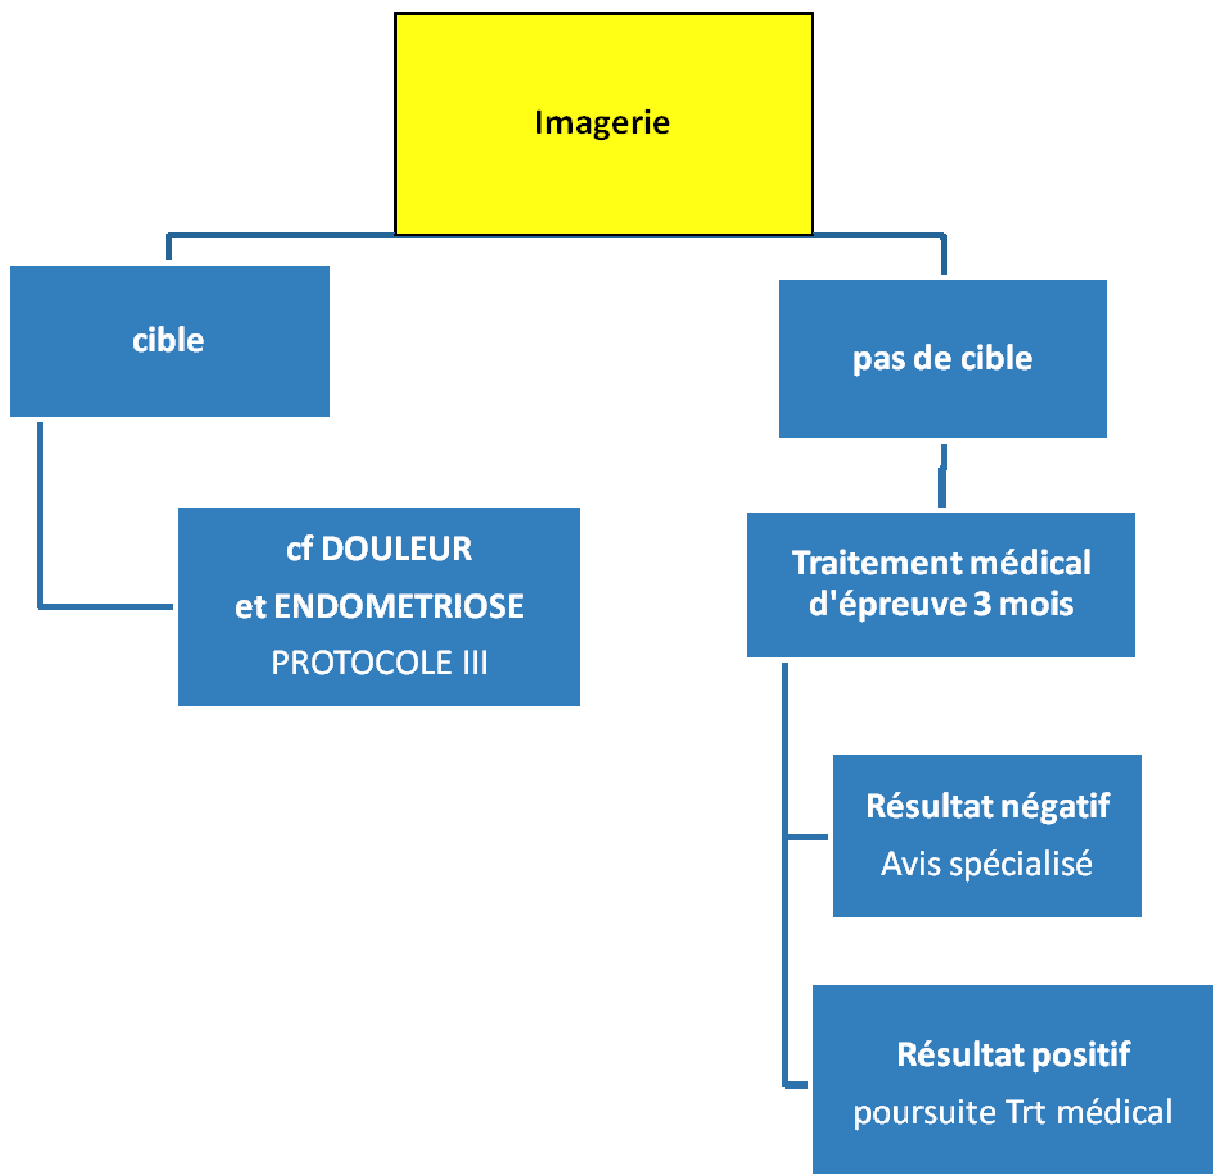 Imagerie
cible
pas de cible
cf DOULEUR
et ENDOMETRIOSE
PROTOCOLE III
Traitement médical
d'épreuve 3 mois
Résultat négatif
Avis spécialisé
Résultat positif
poursuite Trt médical